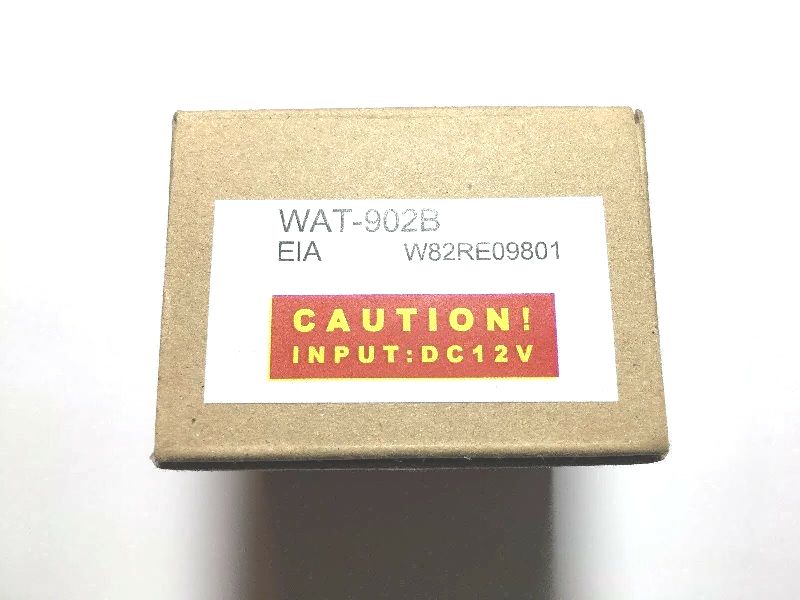 WAT-902B
EIA W82RE09801
CAUTION!
INPUT:DC12V